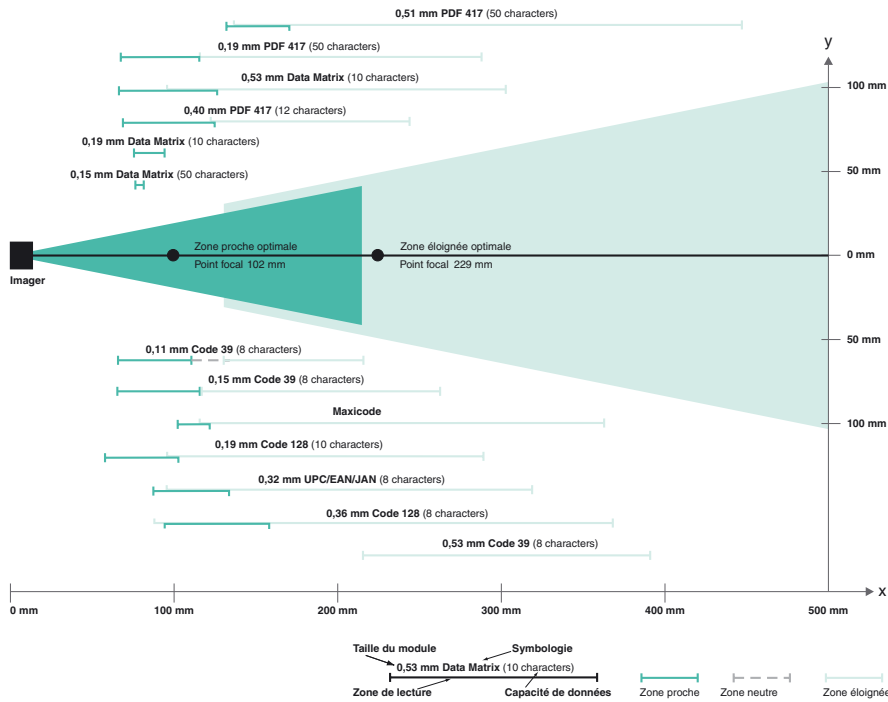 0,51 mm PDF 417 (50 characters)
0,19 mm PDF 417 (50 characters)
0,53 mm Data Matrix (10 characters)
0,40 mm PDF 417 (12 characters)
0,19 mm Data Matrix (10 characters)
0,15 mm Data Matrix (50 characters)
y
100 mm
50 mm
0 mm
50 mm
100 mm
Zone proche optimale
Point focal 102 mm
Zone éloignée optimale
Point focal 229 mm
Imager
0,11 mm Code 39 (8 characters)
0,15 mm Code 39 (8 characters)
Maxicode
0,19 mm Code 128 (10 characters)
0,32 mm UPC/EAN/JAN (8 characters)
0,36 mm Code 128 (8 characters)
0,53 mm Code 39 (8 characters)
x
0 mm
100 mm
200 mm
300 mm
400 mm
500 mm
Taille du module
Symbologie
0,53 mm Data Matrix (10 characters)
Zone de lecture
Capacité de données
Zone proche
Zone neutre
Zone éloignée